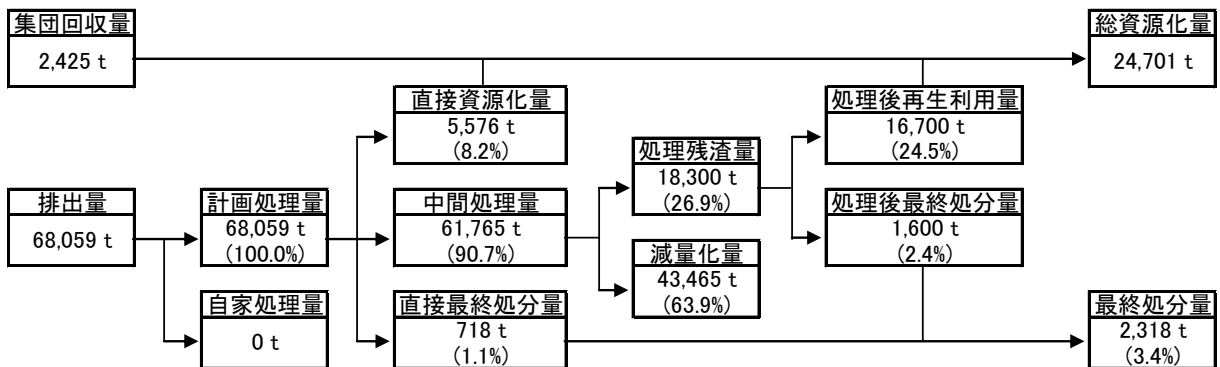 集団回収量
2,425 t
総資源化量
24,701 t
直接資源化量
5,576 t
(8.2%)
処理後再生利用量
16,700 t
(24.5%)
処理残渣量
18,300 t
(26.9%)
排出量
68,059 t
計画処理量
68,059 t
(100.0%)
中間処理量
61,765 t
(90.7%)
処理後最終処分量
1,600 t
(2.4%)
減量化量
43,465 t
(63.9%)
自家処理量
0 t
直接最終処分量
718 t
(1.1%)
最終処分量
2,318 t
(3.4%)